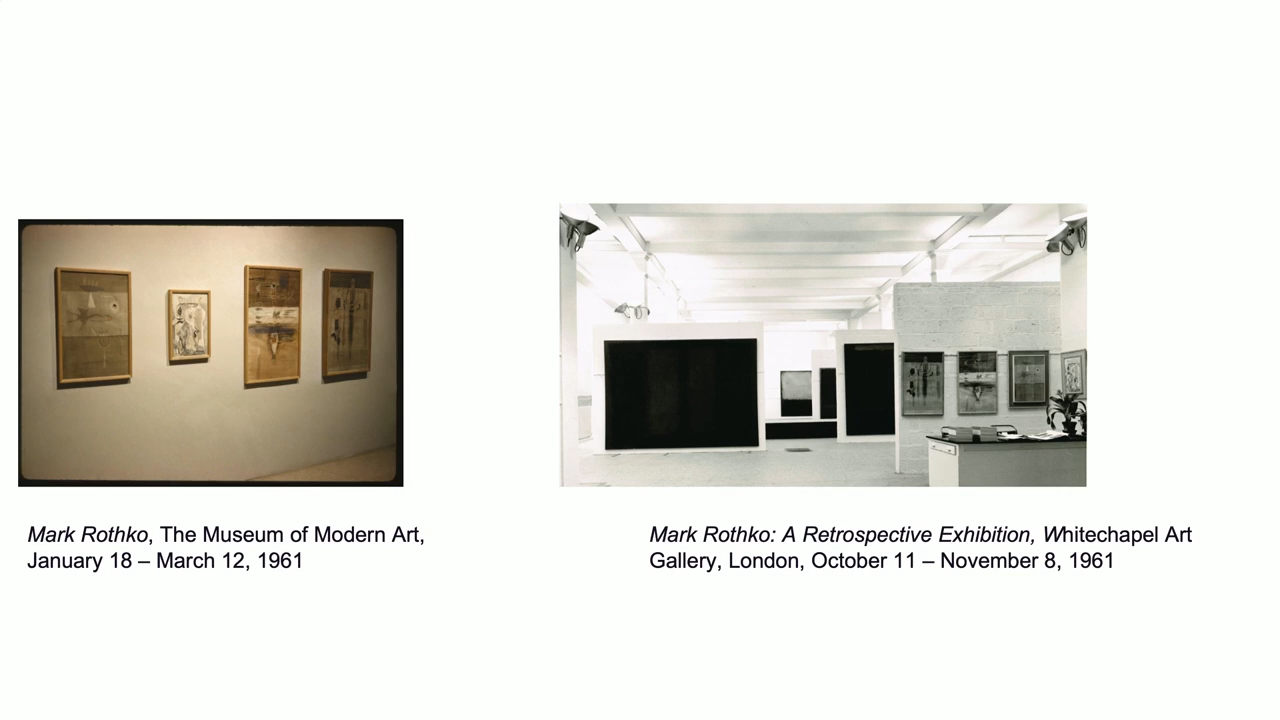 Mark Rothko, The Museum of Modern Art,
January 18 – March 12, 1961
Mark Rothko: A Retrospective Exhibition, Whitechapel Art
Gallery, London, October 11 – November 8, 1961